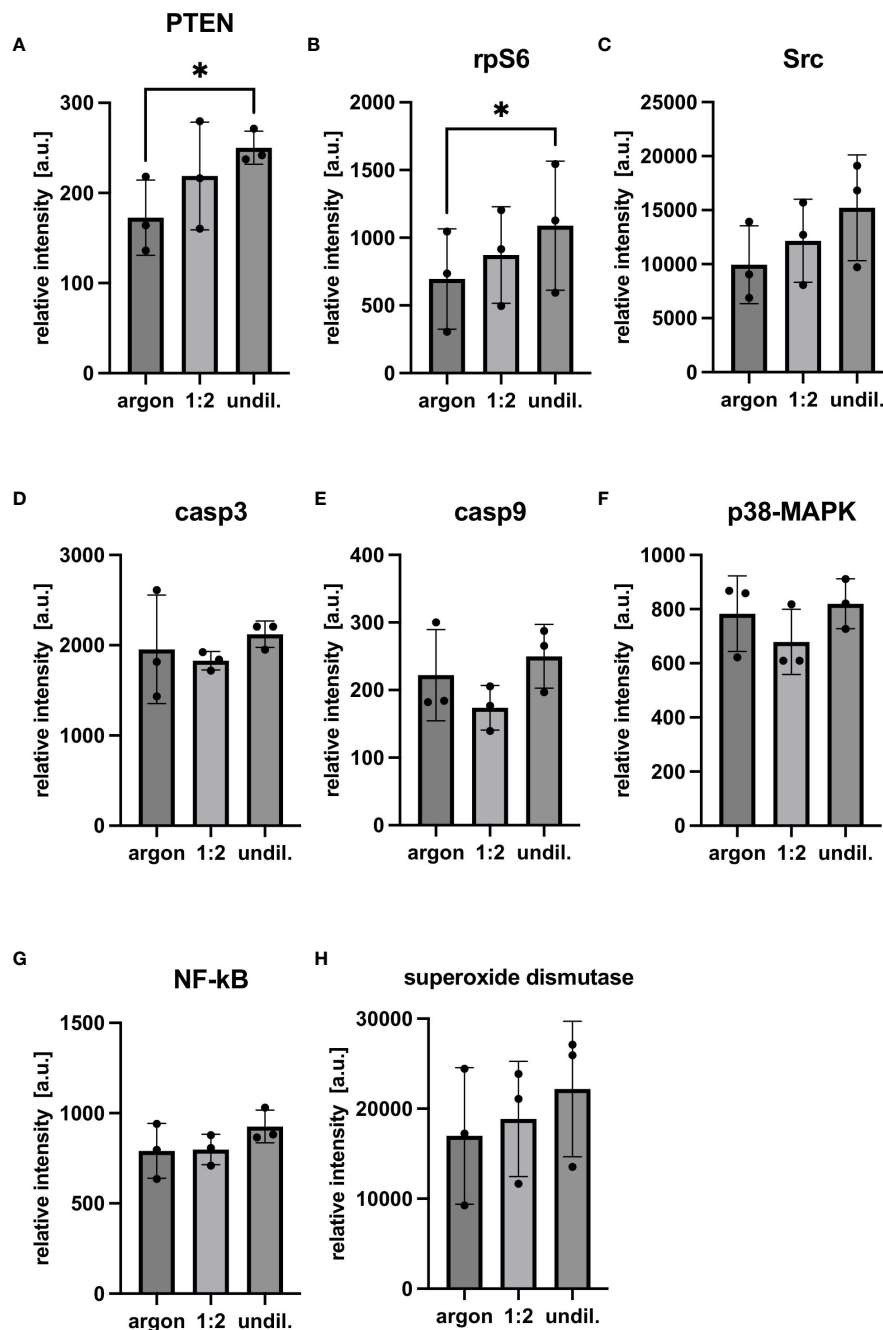 A
PTEN
*
relative intensity [a.u.]
300
200
100
0
argon 1:2 undil.
B
rpS6
*
relative intensity [a.u.]
2000
1500
1000
500
0
argon 1:2 undil.
C
Src
relative intensity [a.u.]
25000
20000
15000
10000
5000
0
argon 1:2 undil.
D
casp3
relative intensity [a.u.]
3000
2000
1000
0
argon 1:2 undil.
E
casp9
relative intensity [a.u.]
400
300
200
100
0
argon 1:2 undil.
F
p38-MAPK
relative intensity [a.u.]
1000
800
600
400
200
0
argon 1:2 undil.
G
NF-kB
relative intensity [a.u.]
1500
1000
500
0
argon 1:2 undil.
H
superoxide dismutase
relative intensity [a.u.]
30000
20000
10000
0
argon 1:2 undil.